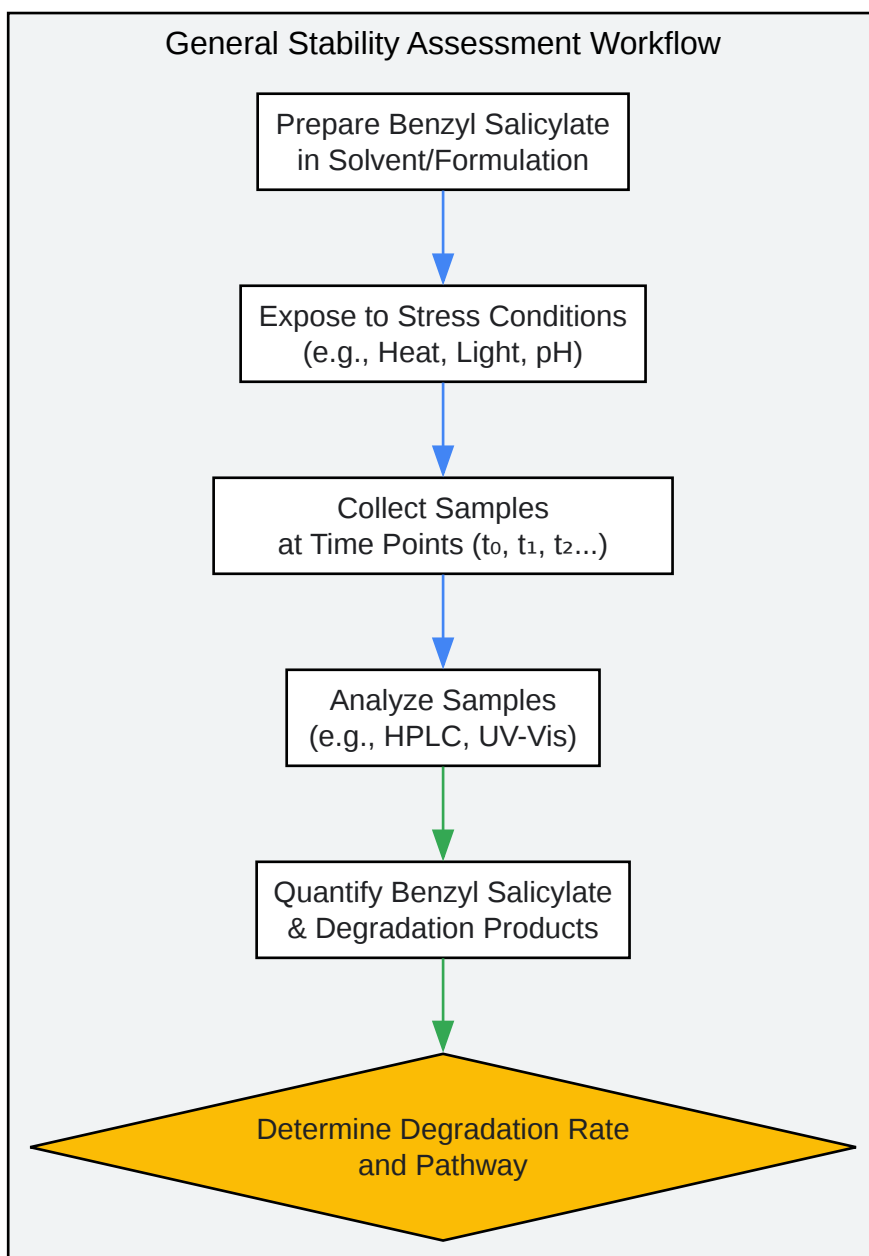 General Stability Assessment Workflow
Prepare Benzyl Salicylate
in Solvent/Formulation
Expose to Stress Conditions
(e.g., Heat, Light, pH)
Collect Samples
at Time Points (t₀, t₁, t₂...)
Analyze Samples
(e.g., HPLC, UV-Vis)
Quantify Benzyl Salicylate
& Degradation Products
Determine Degradation Rate
and Pathway